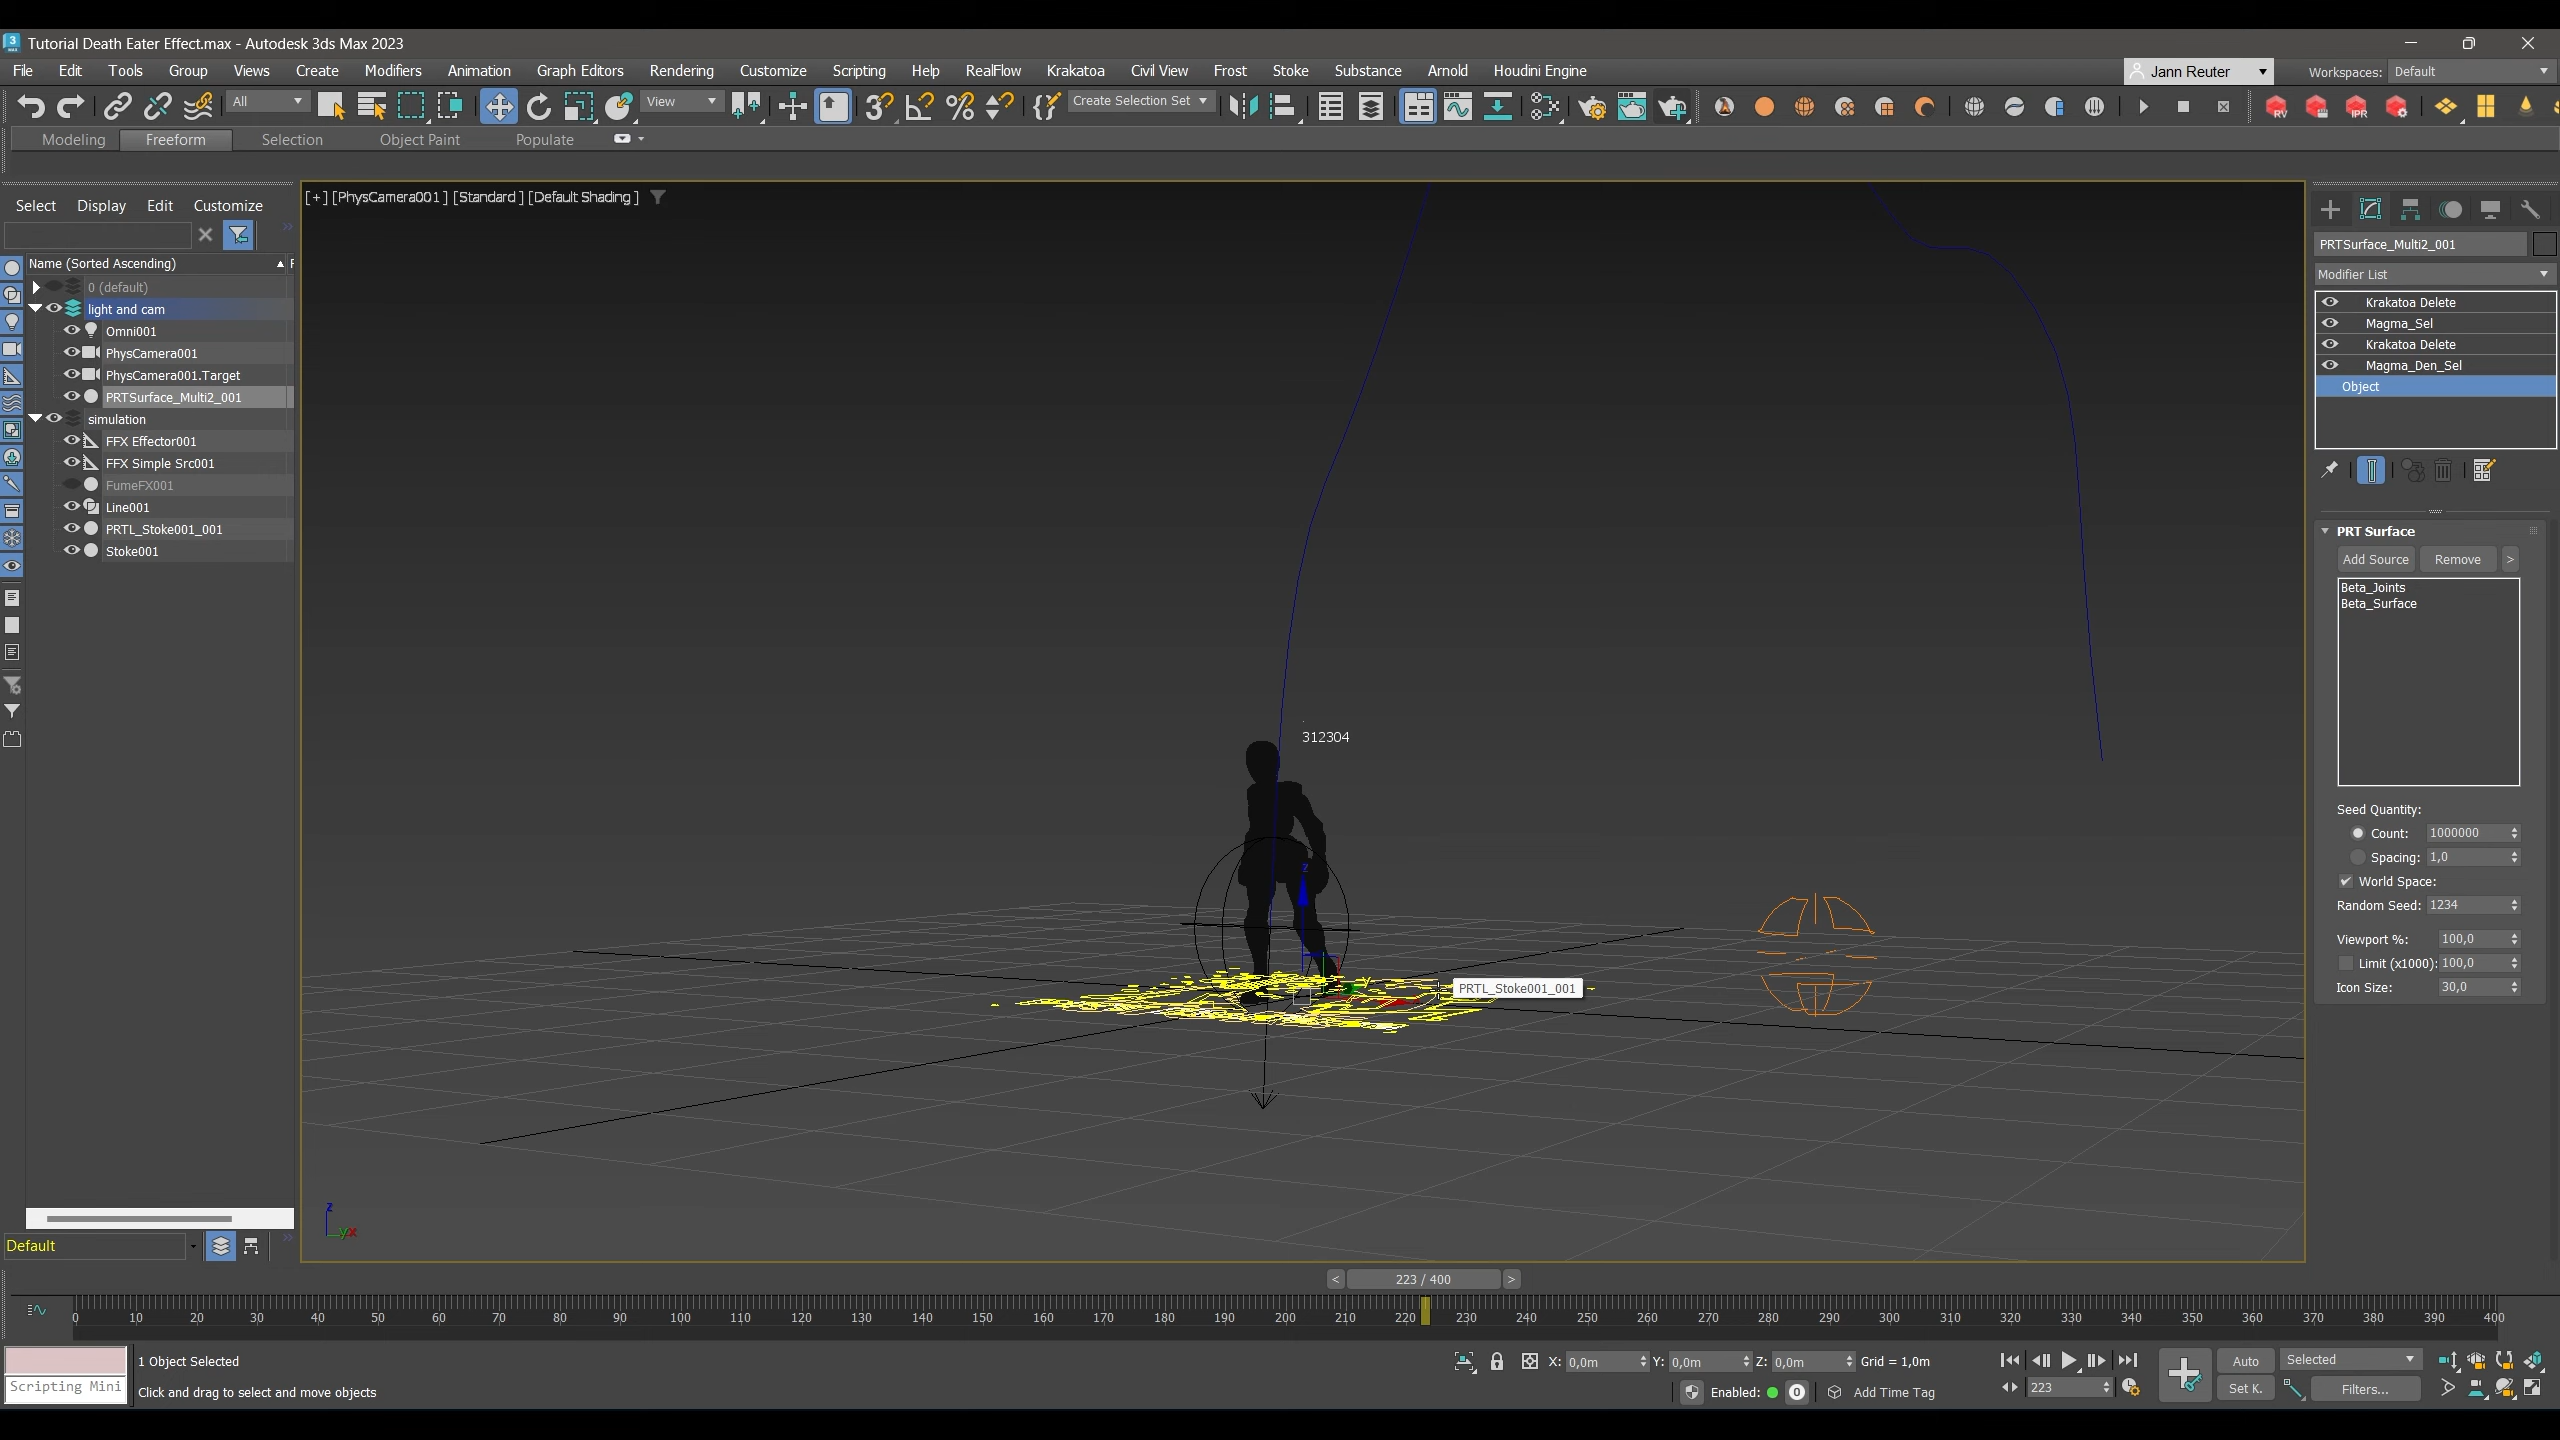 Tutorial Death Eater Effect.max - Autodesk 3ds Max 2023
File Edit Tools Group Views Create Modifiers Animation Graph Editors Rendering Customize Scripting Help RealFlow Krakatoa Civil View Frost Stoke Substance Arnold Houdini Engine
Jann Reuter
Workspaces: Default
All
View
Create Selection Set
RV
IPR
Modeling Freeform Selection Object Paint Populate
Select Display Edit Customize
Name (Sorted Ascending)
0 (default)
light and cam
Omni001
PhysCamera001
PhysCamera001.Target
PRTSurface_Multi2_001
simulation
FFX Effector001
FFX Simple Src001
FumeFX001
Line001
PRTL_Stoke001_001
Stoke001
Default
[+] [PhysCamera001 ] [Standard ] [Default Shading ]
312304
z
y
PRTL_Stoke001_001
z
y x
PRTSurface_Multi2_001
Modifier List
Krakatoa Delete
Magma_Sel
Krakatoa Delete
Magma_Den_Sel
Object
PRT Surface
Add Source Remove >
Beta_Joints
Beta_Surface
Seed Quantity:
Count: 1000000
Spacing: 1,0
World Space:
Random Seed: 1234
Viewport %: 100,0
Limit (x1000): 100,0
Icon Size: 30,0
< 223 / 400 >
0 10 20 30 40 50 60 70 80 90 100 110 120 130 140 150 160 170 180 190 200 210 220 230 240 250 260 270 280 290 300 310 320 330 340 350 360 370 380 390 400
Scripting Mini
1 Object Selected
Click and drag to select and move objects
X: 0,0m Y: 0,0m Z: 0,0m Grid = 1,0m
Enabled: 0 Add Time Tag
223
Auto Selected
Set K. Filters...